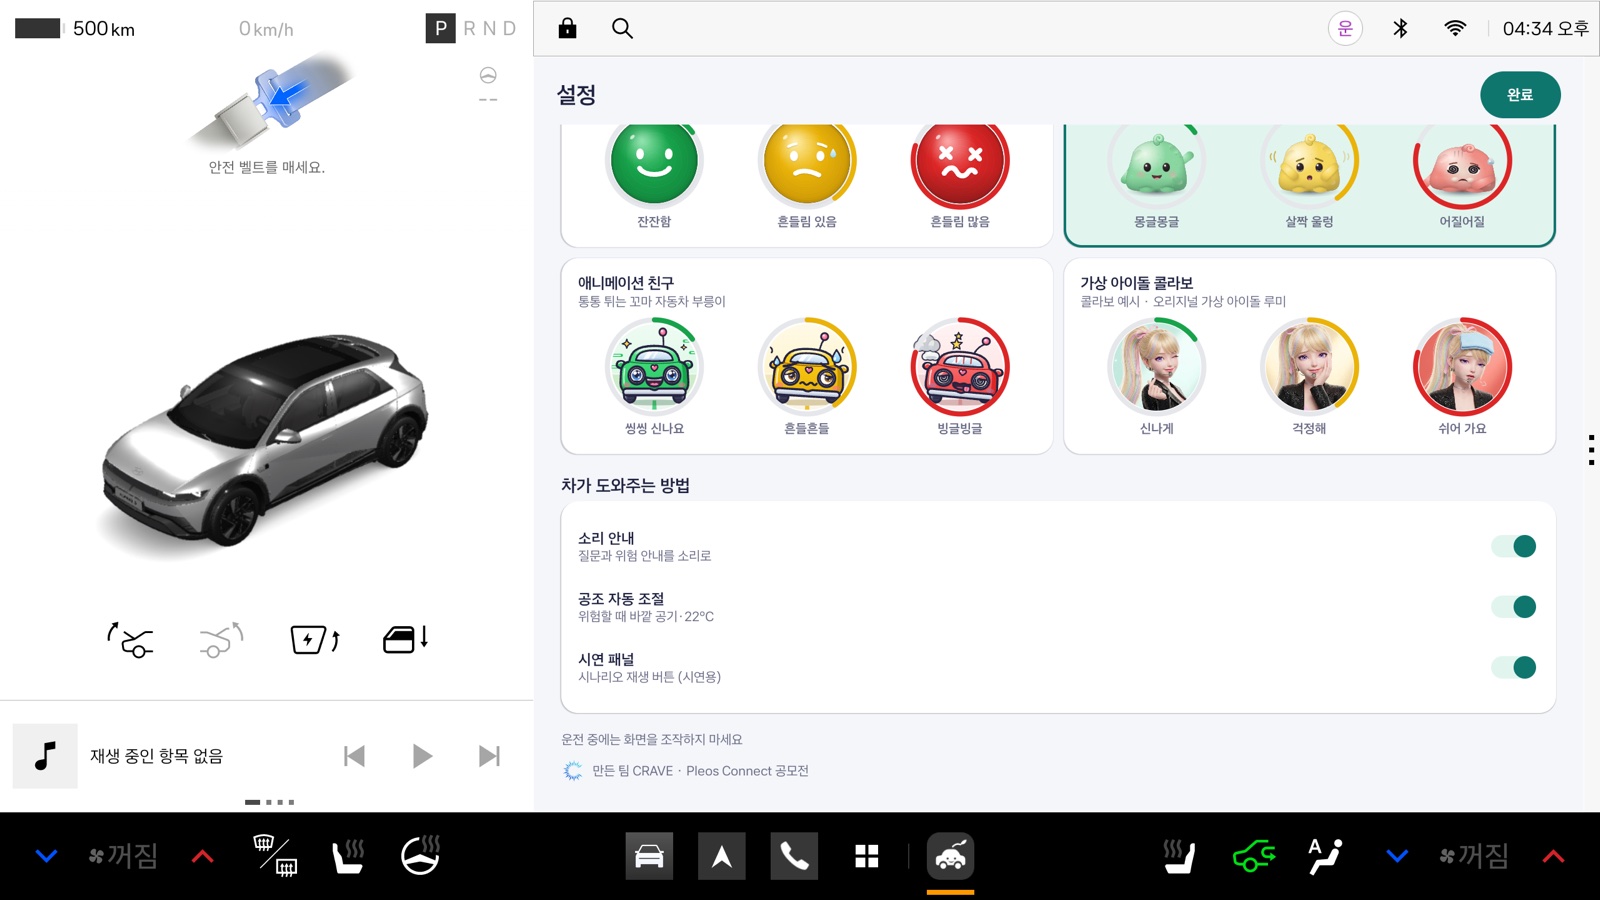 500 km
0 km/h
P R N D
안전 벨트를 매세요.
재생 중인 항목 없음
운
04:34 오후
설정
완료
잔잔함
흔들림 있음
흔들림 많음
몽글몽글
살짝 울렁
어질어질
애니메이션 친구
통통 튀는 꼬마 자동차 부릉이
씽씽 신나요
흔들흔들
빙글빙글
가상 아이돌 콜라보
콜라보 예시 · 오리지널 가상 아이돌 루미
신나게
걱정해
쉬어 가요
차가 도와주는 방법
소리 안내
질문과 위험 안내를 소리로
공조 자동 조절
위험할 때 바깥 공기·22°C
시연 패널
시나리오 재생 버튼 (시연용)
운전 중에는 화면을 조작하지 마세요
만든 팀 CRAVE · Pleos Connect 공모전
꺼짐
A
꺼짐